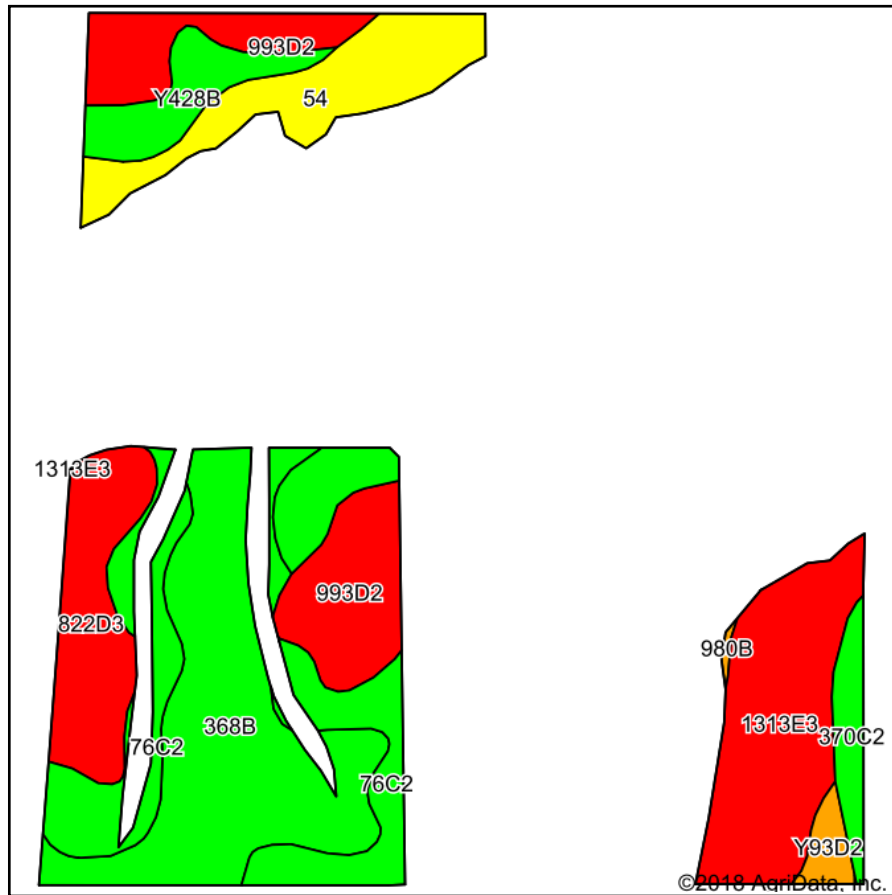 993D2
Y428B
54
1313E3
993D2
822D3
980B
368B
1313E3
370C2
76C2
76C2
Y93D2
©2018 AgriData, Inc.